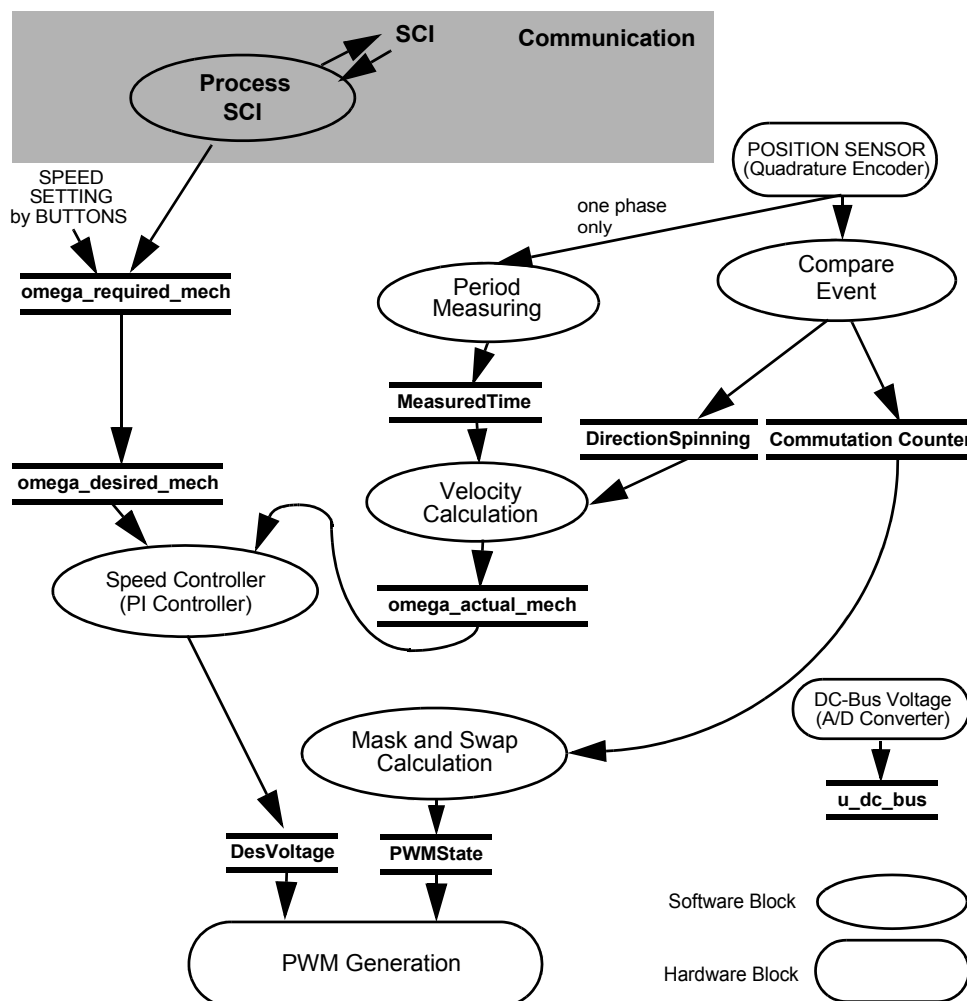 SCI
Communication
Process
SCI
POSITION SENSOR
(Quadrature Encoder)
SPEED
SETTING
by BUTTONS
one phase
only
Compare
Event
Period
Measuring
omega_required_mech
MeasuredTime
DirectionSpinning
Commutation Counter
omega_desired_mech
Velocity
Calculation
Speed Controller
(PI Controller)
omega_actual_mech
DC-Bus Voltage
(A/D Converter)
Mask and Swap
Calculation
u_dc_bus
DesVoltage
PWMState
Software Block
PWM Generation
Hardware Block